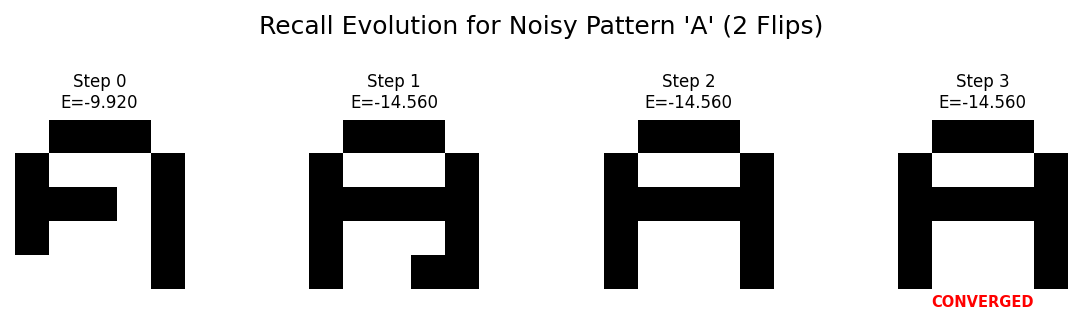 Recall Evolution for Noisy Pattern 'A' (2 Flips)
Step 0
E=-9.920
Step 1
E=-14.560
Step 2
E=-14.560
Step 3
E=-14.560
CONVERGED